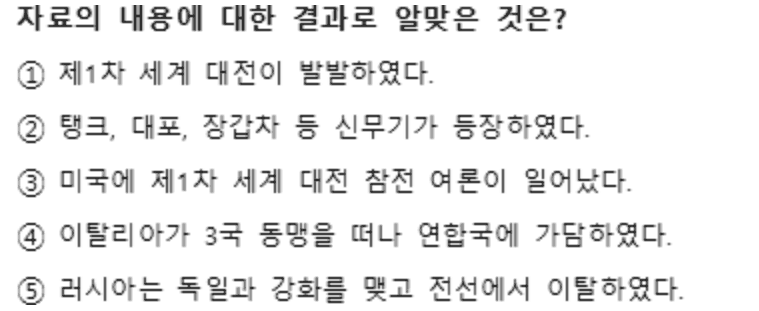 자료의 내용에 대한 결과로 알맞은 것은?
① 제1차 세계 대전이 발발하였다.
② 탱크, 대포, 장갑차 등 신무기가 등장하였다.
③ 미국에 제1차 세계 대전 참전 여론이 일어났다.
④ 이탈리아가 3국 동맹을 떠나 연합국에 가담하였다.
⑤ 러시아는 독일과 강화를 맺고 전선에서 이탈하였다.